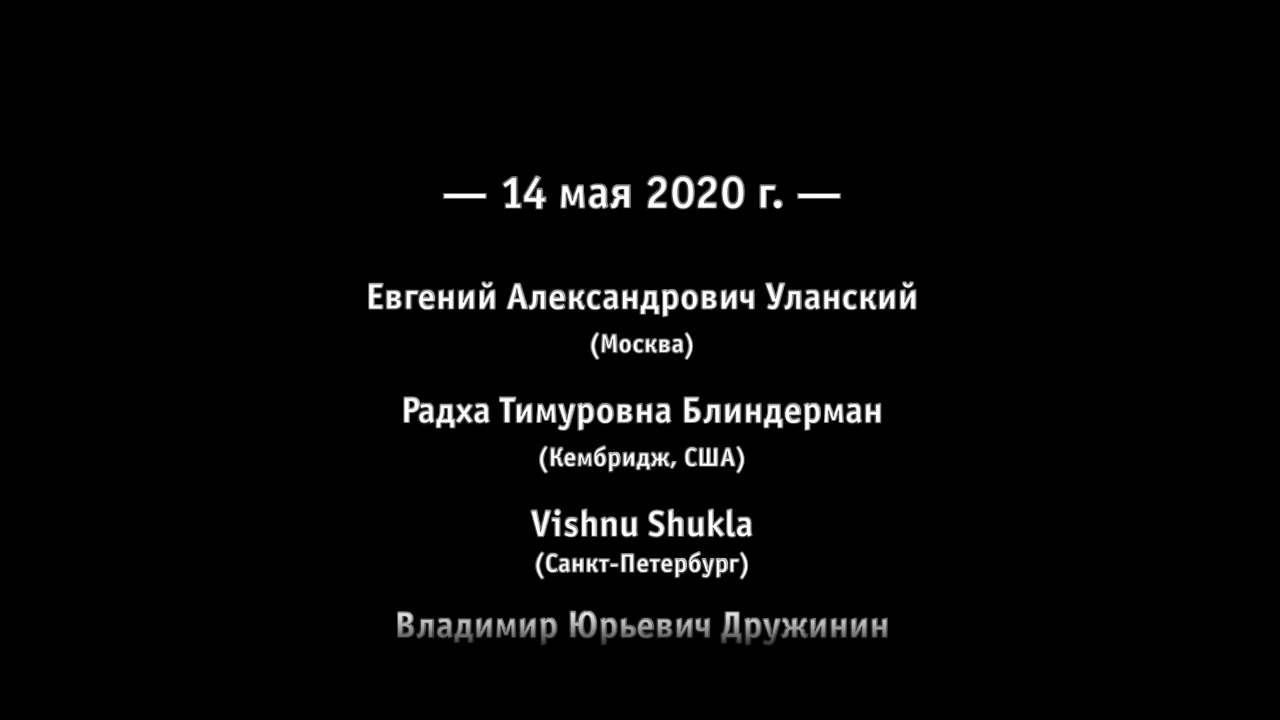 — 14 мая 2020 г. —
Евгений Александрович Уланский
(Москва)
Радха Тимуровна Блиндерман
(Кембридж, США)
Vishnu Shukla
(Санкт-Петербург)
Владимир Юрьевич Дружинин